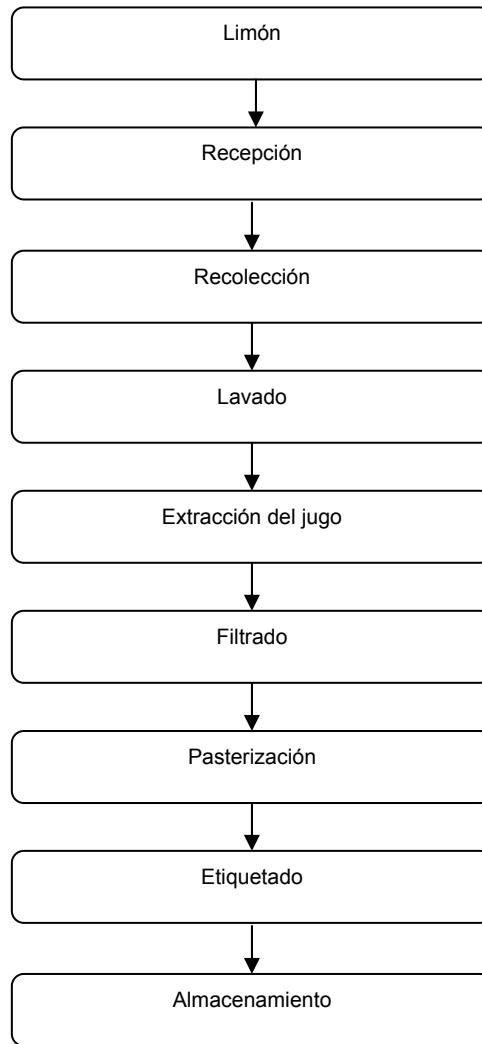 Limón
Recepción
Recolección
Lavado
Extracción del jugo
Filtrado
Pasterización
Etiquetado
Almacenamiento